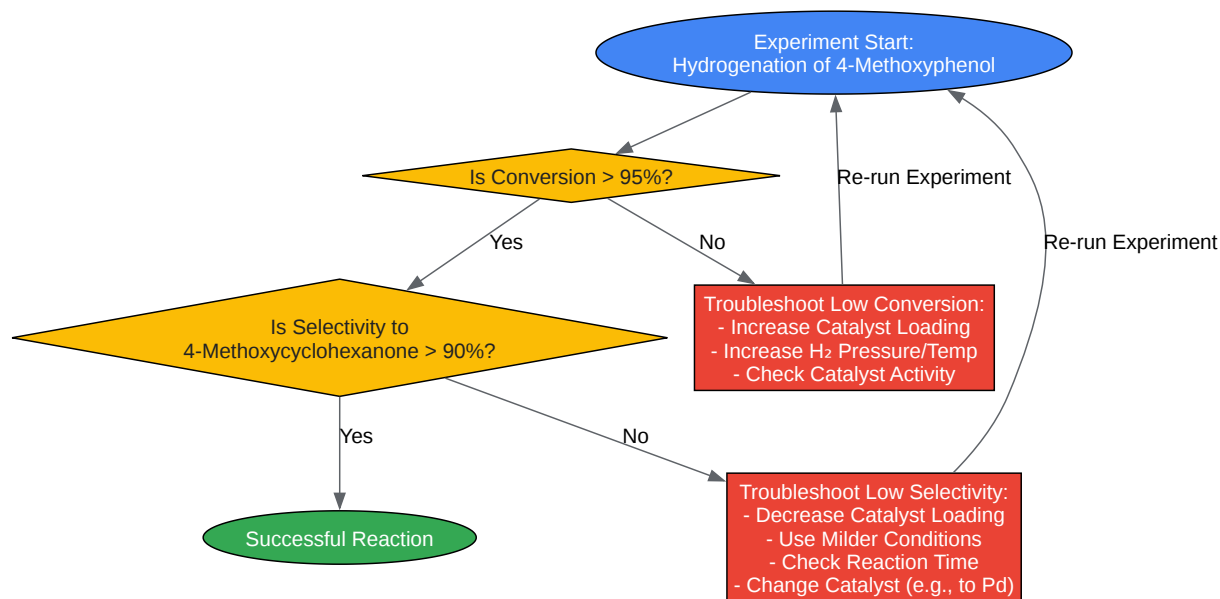 Experiment Start:
Hydrogenation of 4-Methoxyphenol
Is Conversion > 95%?
Re-run Experiment
Re-run Experiment
Yes
No
Is Selectivity to
4-Methoxycyclohexanone > 90%?
Troubleshoot Low Conversion:
- Increase Catalyst Loading
- Increase H₂ Pressure/Temp
- Check Catalyst Activity
Yes
No
Successful Reaction
Troubleshoot Low Selectivity:
- Decrease Catalyst Loading
- Use Milder Conditions
- Check Reaction Time
- Change Catalyst (e.g., to Pd)